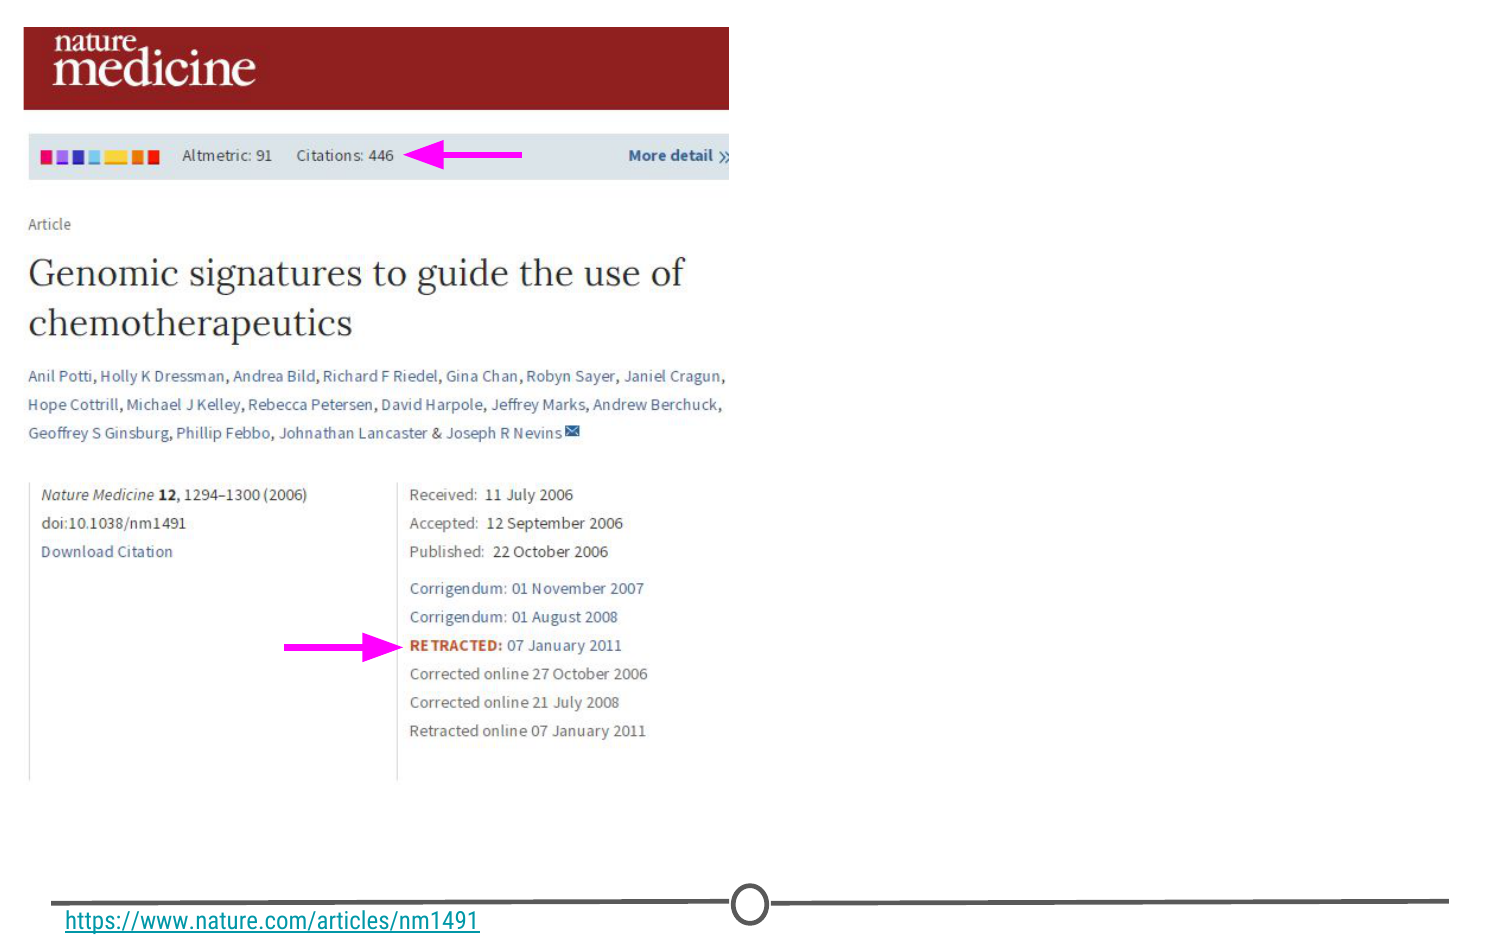 nature
medicine
Altmetric: 91 Citations: 446 More detail »
Article
Genomic signatures to guide the use of
chemotherapeutics
Anil Potti, Holly K Dressman, Andrea Bild, Richard F Riedel, Gina Chan, Robyn Sayer, Janiel Cragun,
Hope Cottrill, Michael J Kelley, Rebecca Petersen, David Harpole, Jeffrey Marks, Andrew Berchuck,
Geoffrey S Ginsburg, Phillip Febbo, Johnathan Lancaster & Joseph R Nevins
Nature Medicine 12, 1294–1300 (2006)
doi:10.1038/nm1491
Download Citation
Received: 11 July 2006
Accepted: 12 September 2006
Published: 22 October 2006
Corrigendum: 01 November 2007
Corrigendum: 01 August 2008
RETRACTED: 07 January 2011
Corrected online 27 October 2006
Corrected online 21 July 2008
Retracted online 07 January 2011
https://www.nature.com/articles/nm1491